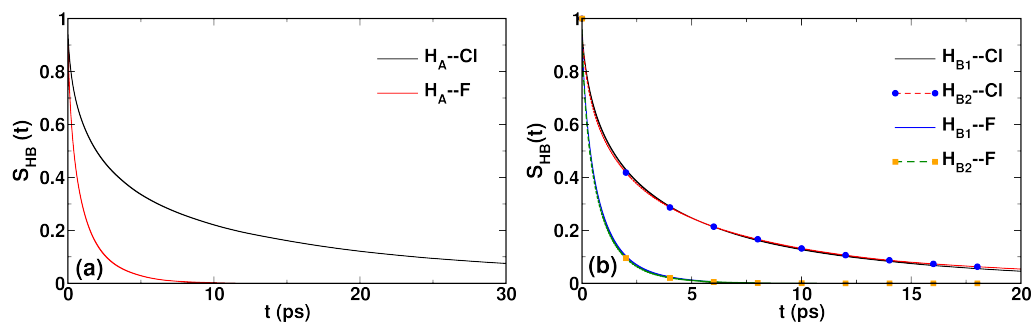 1
0.8
0.6
0.4
0.2
0
S_HB (t)
H_A--Cl
H_A--F
(a)
0 10 20 30
t (ps)
1
0.8
0.6
0.4
0.2
0
S_HB (t)
H_B1--Cl
H_B2--Cl
H_B1--F
H_B2--F
(b)
0 5 10 15 20
t (ps)